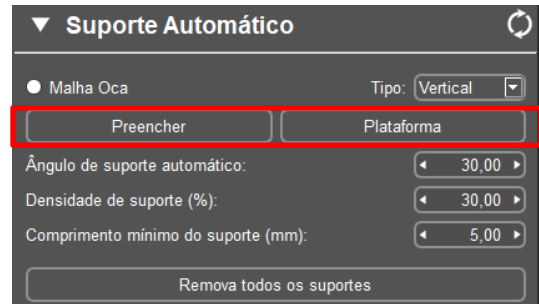 ▼ Suporte Automático
Malha Oca Tipo: Vertical
Preencher Plataforma
Ângulo de suporte automático: 30,00
Densidade de suporte (%): 30,00
Comprimento mínimo do suporte (mm): 5,00
Remova todos os suportes